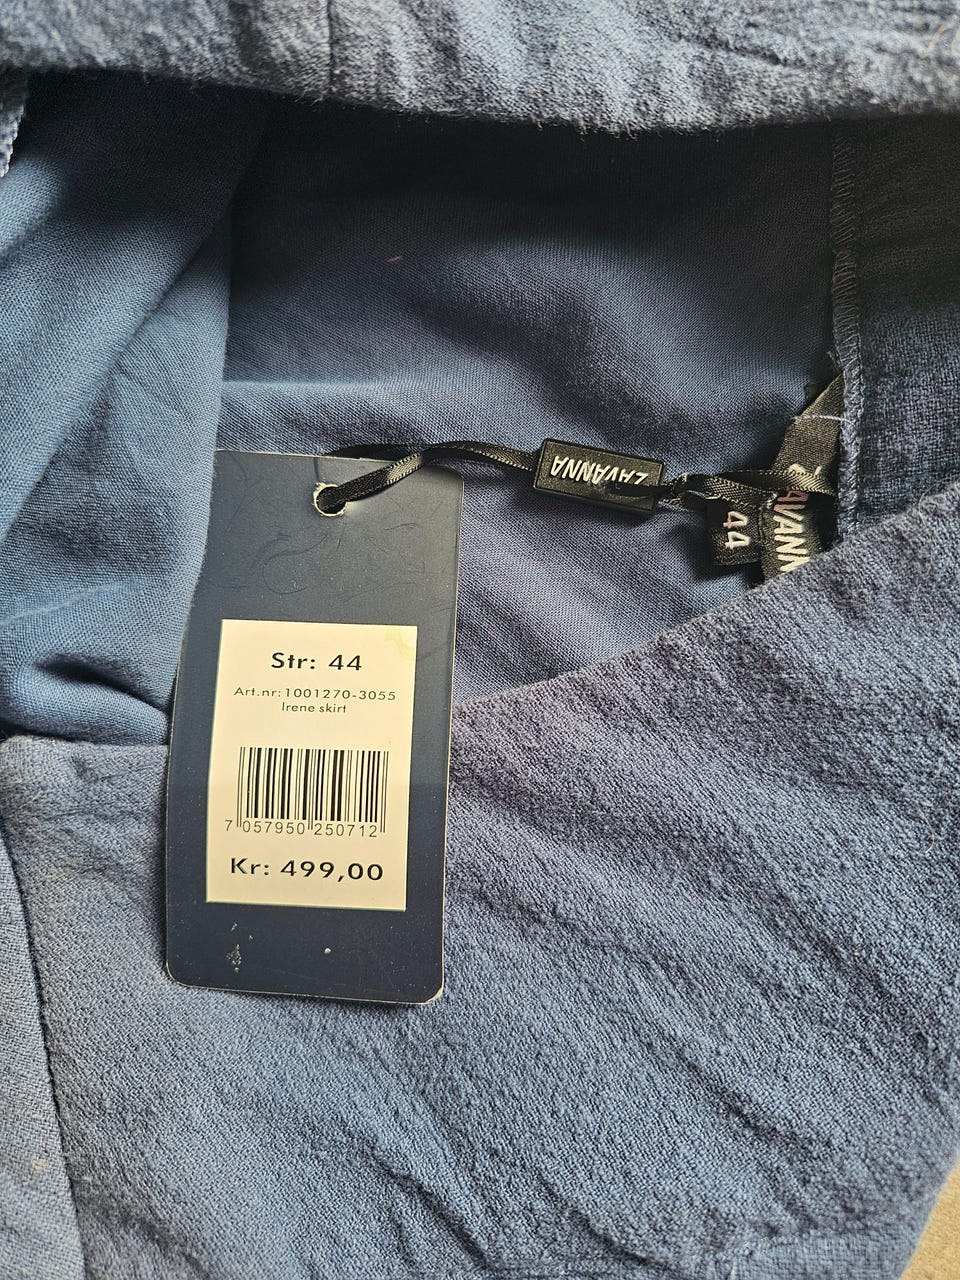 ZAVANNA
44
Str: 44
Art.nr: 1001270-3055
Irene skirt
7 057950 250712
Kr: 499,00